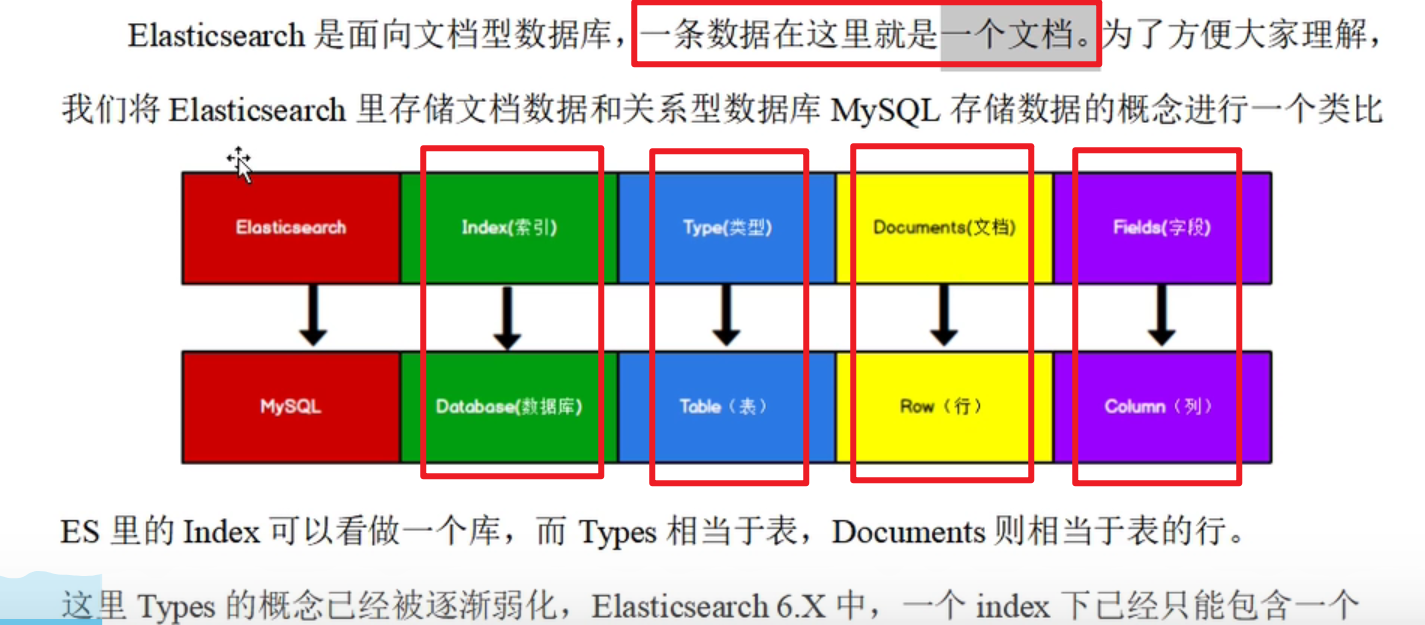 Elasticsearch 是面向文档型数据库，一条数据在这里就是一个文档。为了方便大家理解，
我们将 Elasticsearch 里存储文档数据和关系型数据库 MySQL 存储数据的概念进行一个类比
Elasticsearch Index(索引) Type(类型) Documents(文档) Fields(字段)
MySQL Database(数据库) Table（表） Row（行） Column（列）
ES 里的 Index 可以看做一个库，而 Types 相当于表，Documents 则相当于表的行。
这里 Types 的概念已经被逐渐弱化，Elasticsearch 6.X 中，一个 index 下已经只能包含一个